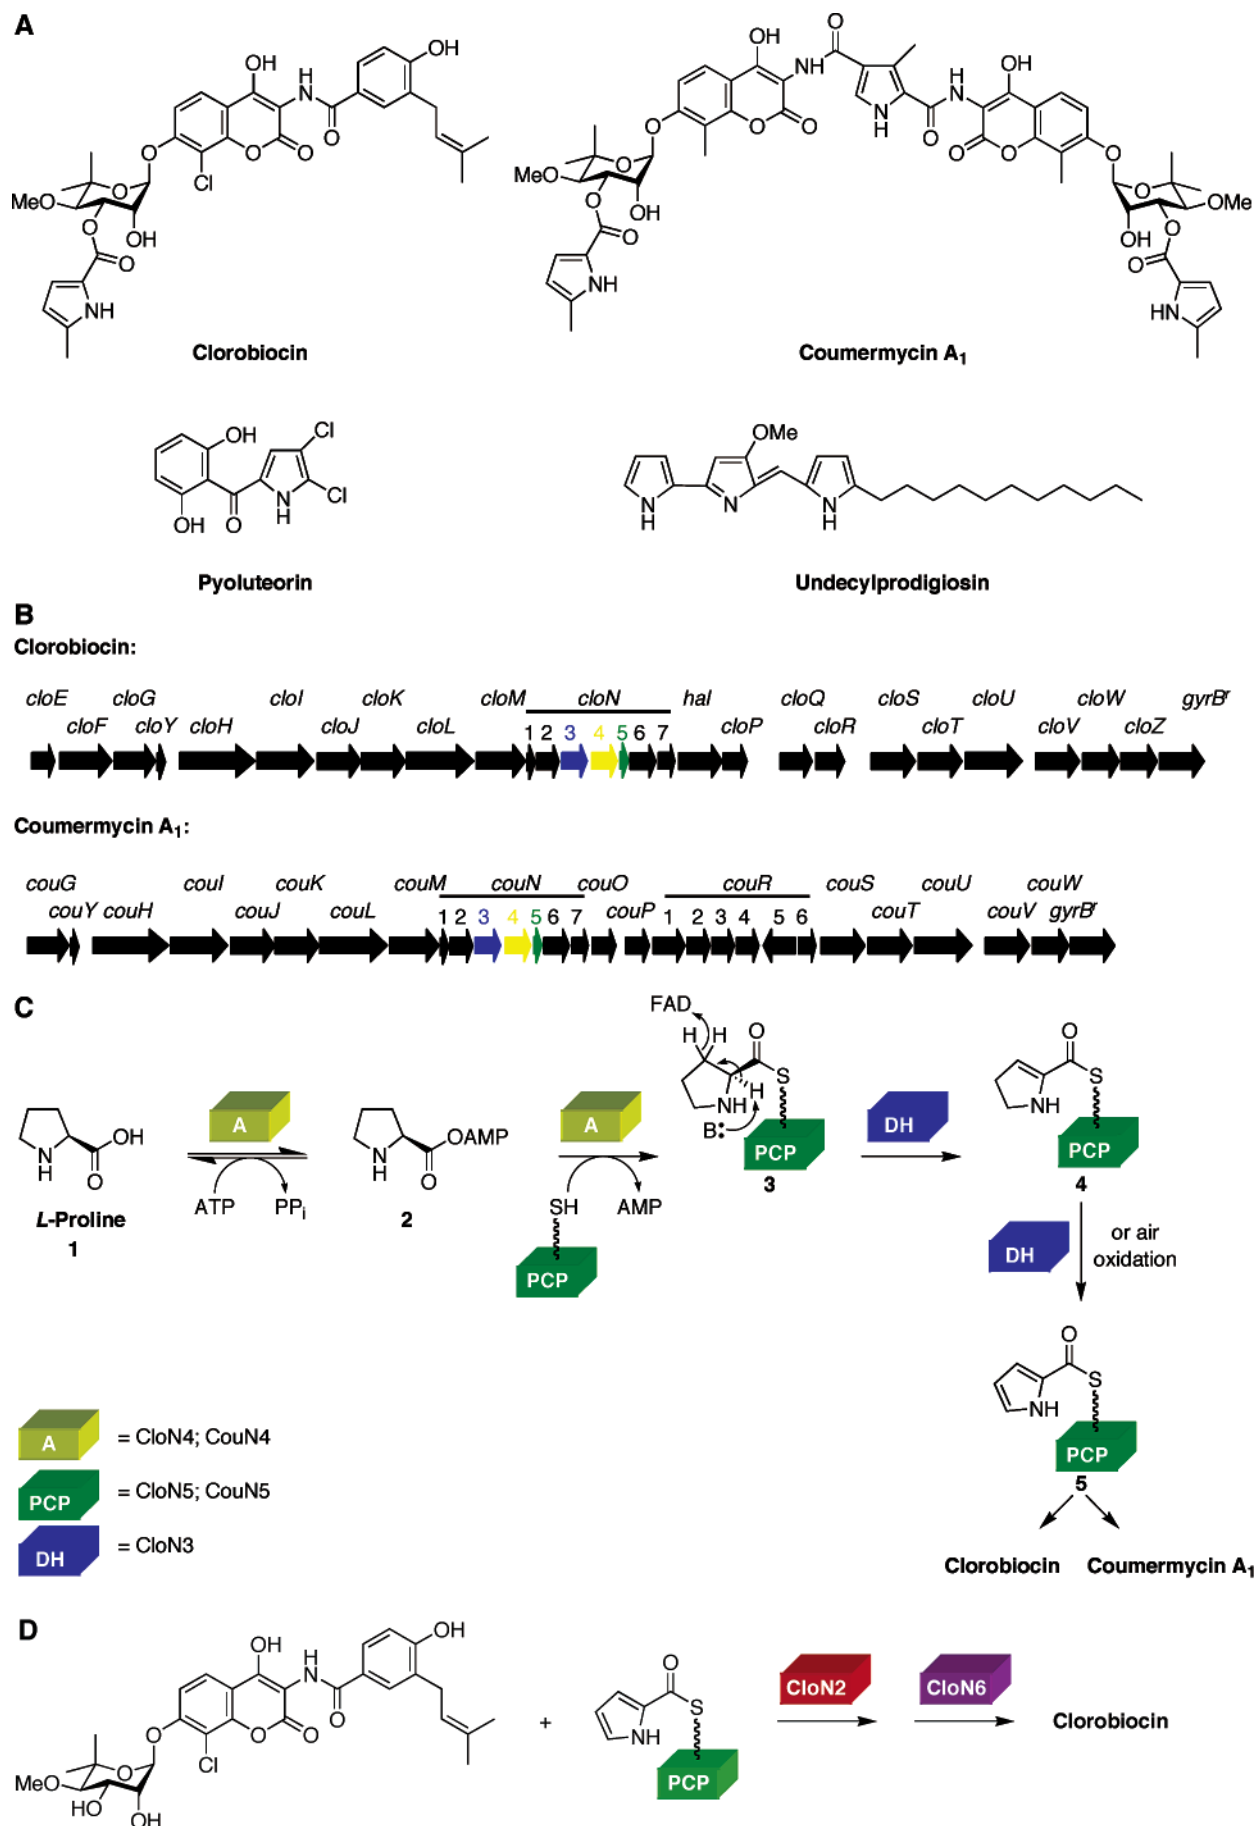 A
OH
OH
H
N
O
O
O
O
Cl
O
MeO
O
OH
O
NH
Clorobiocin
O
OH
NH
N
H
H
N
O
OH
O
O
O
O
O
O
MeO
O
OH
O
NH
O
O
OMe
OH
O
O
HN
Coumermycin A1
OH
Cl
Cl
N
H
OH
O
Pyoluteorin
OMe
N
H
N
N
H
Undecylprodigiosin
B
Clorobiocin:
cloE cloG cloI cloK cloM cloN hal cloQ cloS cloU cloW gyrBr
cloF cloY cloH cloJ cloL 1 2 3 4 5 6 7 cloP cloR cloT cloV cloZ
Coumermycin A1:
couG couI couK couM couN couO couR couS couU couW
couY couH couJ couL 1 2 3 4 5 6 7 couP 1 2 3 4 5 6 couT couV gyrBr
C
FAD
H H
O
S
H
NH
B:
PCP
3
N
H
OH
O
L-Proline
1
A
ATP PPi
N
H
OAMP
O
2
A
SH AMP
PCP
DH
O
S
NH
PCP
4
DH
or air
oxidation
O
S
NH
PCP
5
Clorobiocin Coumermycin A1
A = CloN4; CouN4
PCP = CloN5; CouN5
DH = CloN3
D
OH
OH
H
N
O
O
O
O
Cl
O
MeO
HO
OH
+
O
S
NH
PCP
CloN2
CloN6
Clorobiocin